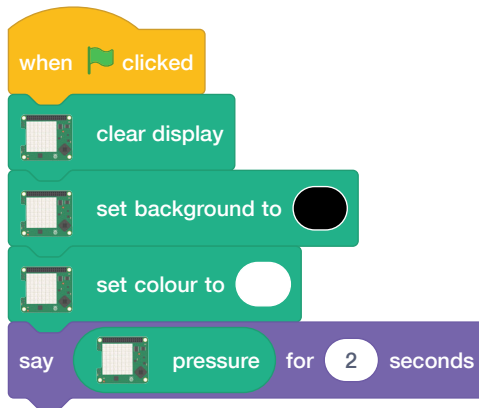 when clicked
clear display
set background to
set colour to
say pressure for 2 seconds